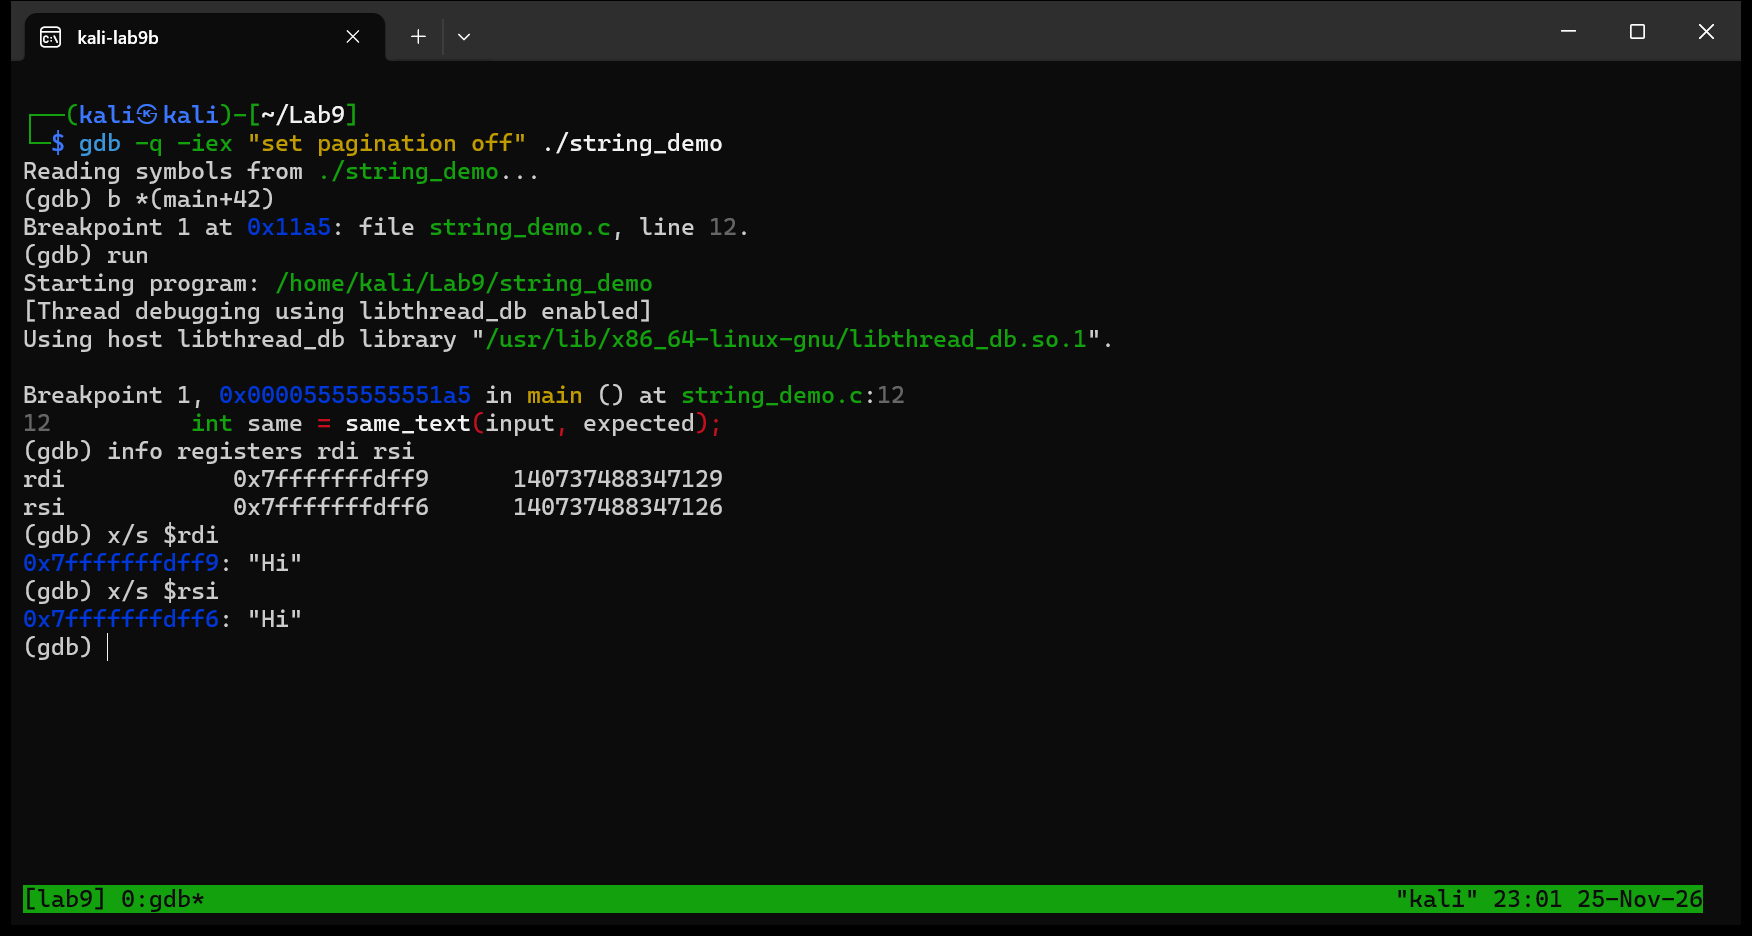 kali-lab9b
┌──(kali㉿kali)-[~/Lab9]
└─$ gdb -q -iex "set pagination off" ./string_demo
Reading symbols from ./string_demo...
(gdb) b *(main+42)
Breakpoint 1 at 0x11a5: file string_demo.c, line 12.
(gdb) run
Starting program: /home/kali/Lab9/string_demo
[Thread debugging using libthread_db enabled]
Using host libthread_db library "/usr/lib/x86_64-linux-gnu/libthread_db.so.1".
Breakpoint 1, 0x00005555555551a5 in main () at string_demo.c:12
12          int same = same_text(input, expected);
(gdb) info registers rdi rsi
rdi            0x7fffffffdff9      140737488347129
rsi            0x7fffffffdff6      140737488347126
(gdb) x/s $rdi
0x7fffffffdff9: "Hi"
(gdb) x/s $rsi
0x7fffffffdff6: "Hi"
(gdb)
[lab9] 0:gdb* "kali" 23:01 25-Nov-26